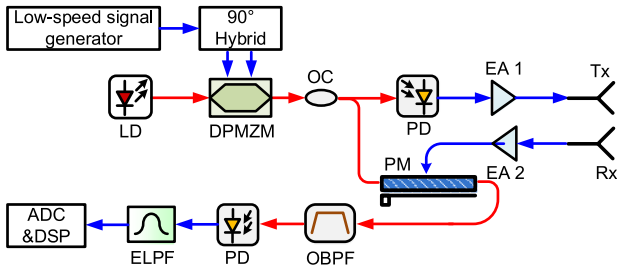 Low-speed signal
generator
90°
Hybrid
OC
EA 1
Tx
LD
DPMZM
PD
PM
EA 2
Rx
ADC
&DSP
ELPF
PD
OBPF